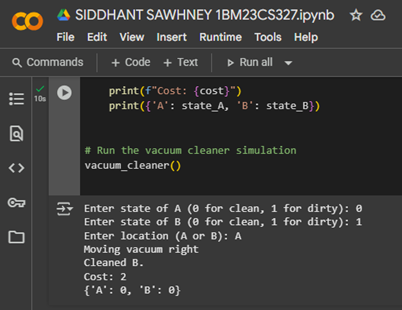 SIDDHANT SAWHNEY 1BM23CS327.ipynb
File Edit View Insert Runtime Tools Help
Commands + Code + Text Run all
10s
print(f"Cost: {cost}")
print({'A': state_A, 'B': state_B})
# Run the vacuum cleaner simulation
vacuum_cleaner()
Enter state of A (0 for clean, 1 for dirty): 0
Enter state of B (0 for clean, 1 for dirty): 1
Enter location (A or B): A
Moving vacuum right
Cleaned B.
Cost: 2
{'A': 0, 'B': 0}